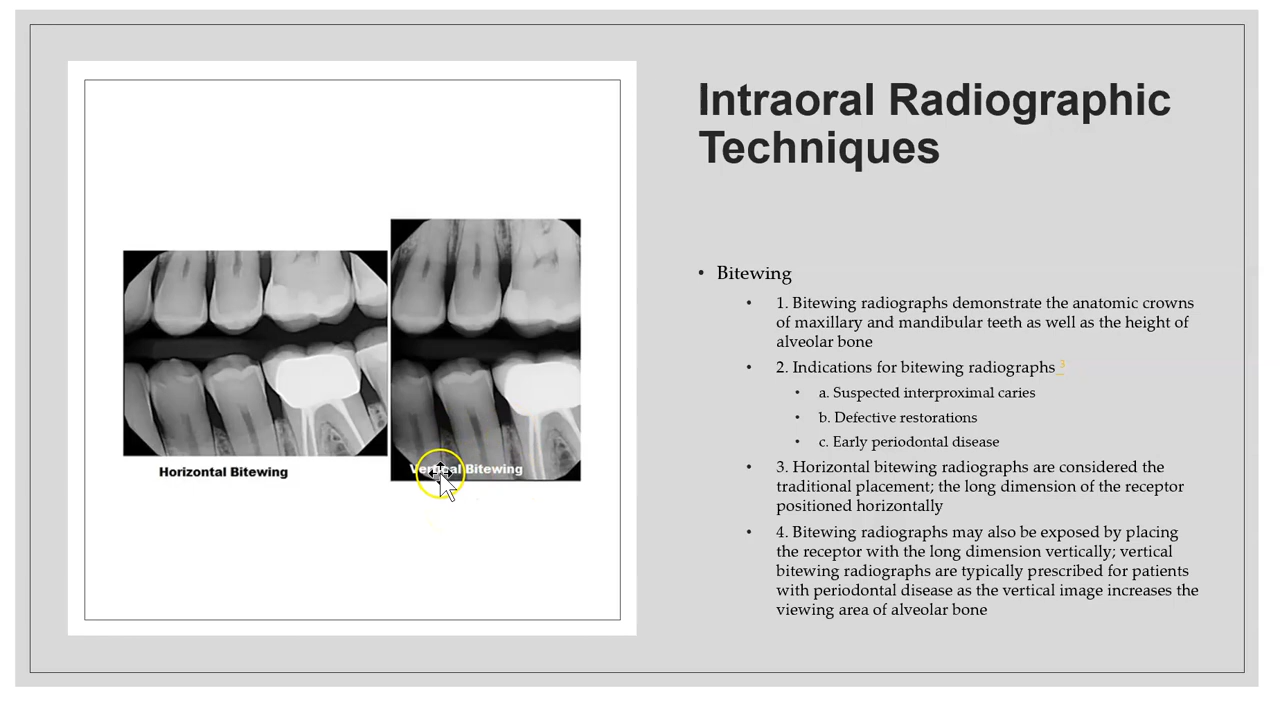 Intraoral Radiographic
Techniques
• Bitewing
• 1. Bitewing radiographs demonstrate the anatomic crowns
of maxillary and mandibular teeth as well as the height of
alveolar bone
• 2. Indications for bitewing radiographs 3
• a. Suspected interproximal caries
• b. Defective restorations
• c. Early periodontal disease
• 3. Horizontal bitewing radiographs are considered the
traditional placement; the long dimension of the receptor
positioned horizontally
• 4. Bitewing radiographs may also be exposed by placing
the receptor with the long dimension vertically; vertical
bitewing radiographs are typically prescribed for patients
with periodontal disease as the vertical image increases the
viewing area of alveolar bone
Horizontal Bitewing
Vertical Bitewing